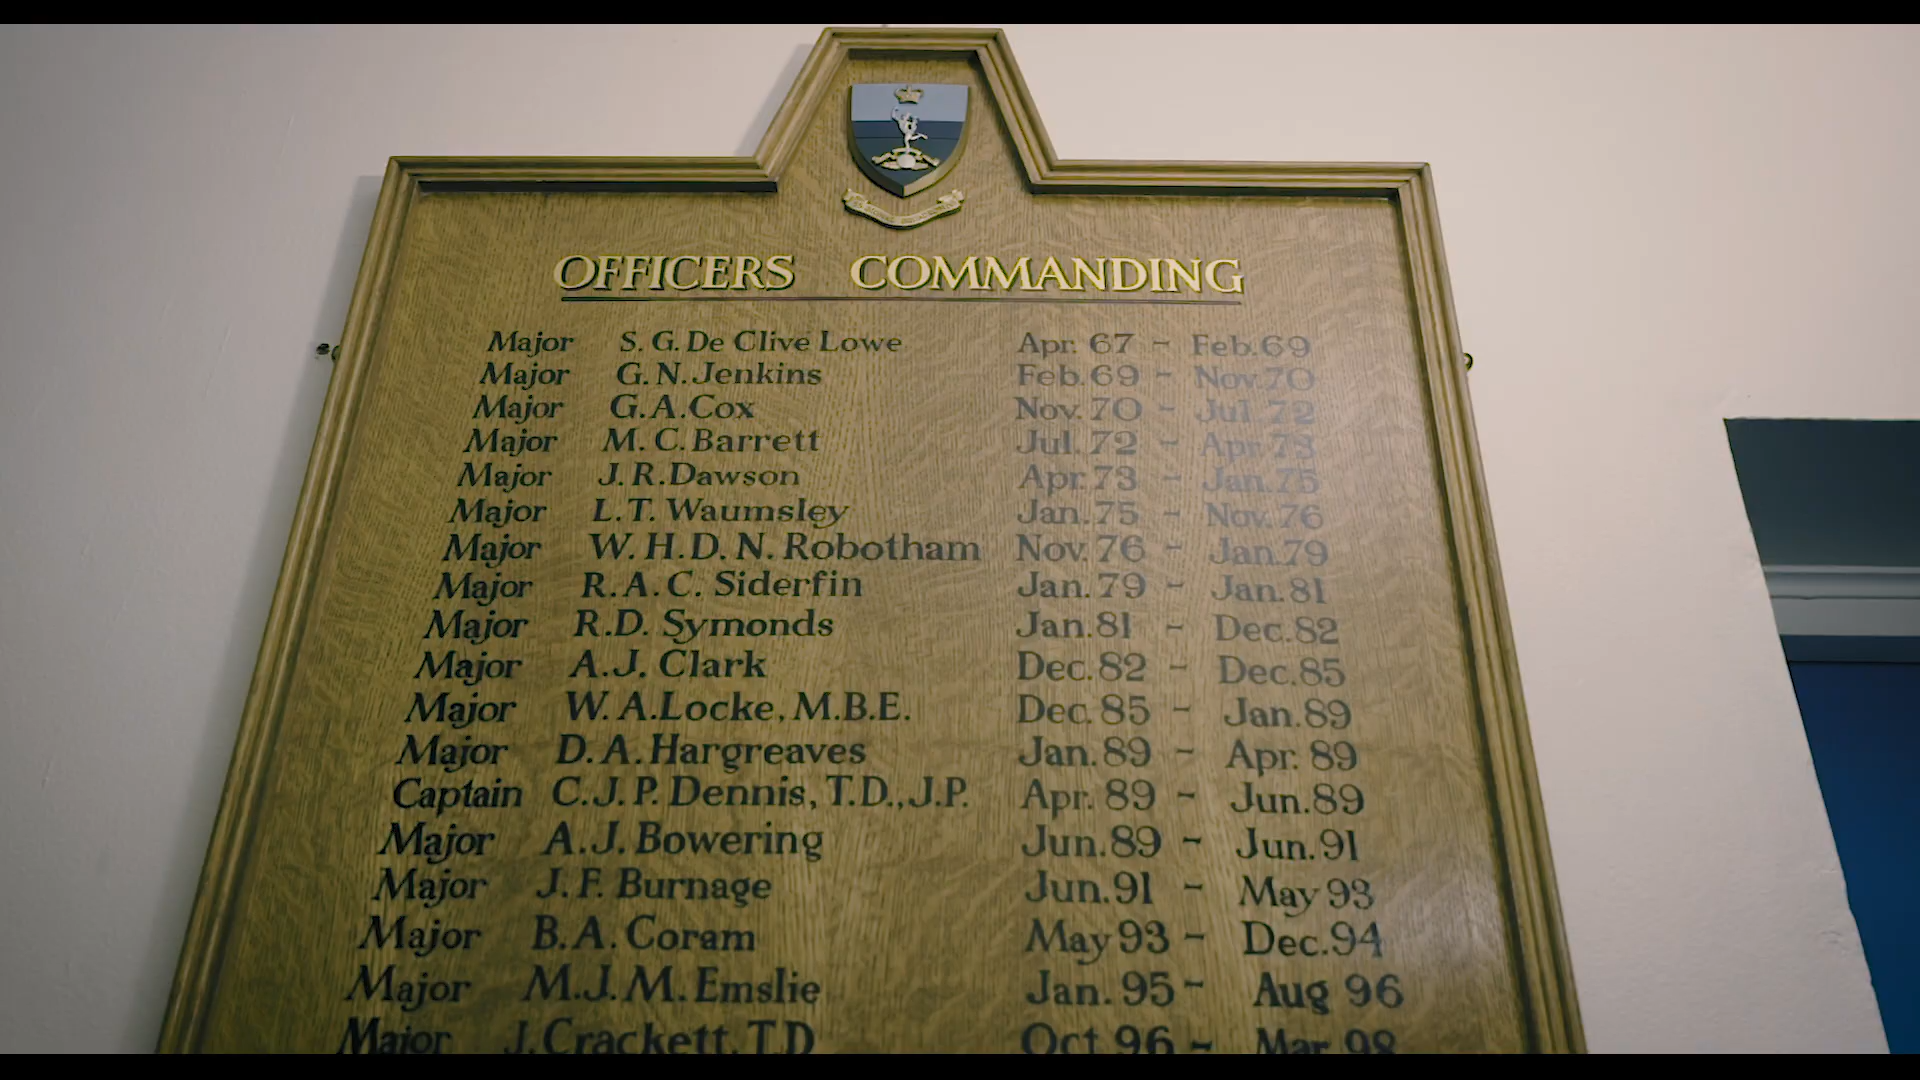 OFFICERS COMMANDING
Major S. G. De Clive Lowe Apr. 67 - Feb. 69
Major G. N. Jenkins Feb. 69 - Nov. 70
Major G. A. Cox Nov. 70 - Jul. 72
Major M. C. Barrett Jul. 72 - Apr. 73
Major J. R. Dawson Apr. 73 - Jan. 75
Major L. T. Waumsley Jan. 75 - Nov. 76
Major W. H. D. N. Robotham Nov. 76 - Jan. 79
Major R. A. C. Siderfin Jan. 79 - Jan. 81
Major R. D. Symonds Jan. 81 - Dec. 82
Major A. J. Clark Dec. 82 - Dec. 85
Major W. A. Locke, M.B.E. Dec. 85 - Jan. 89
Major D. A. Hargreaves Jan. 89 - Apr. 89
Captain C. J. P. Dennis, T.D., J.P. Apr. 89 - Jun. 89
Major A. J. Bowering Jun. 89 - Jun. 91
Major J. F. Burnage Jun. 91 - May 93
Major B. A. Coram May 93 - Dec. 94
Major M. J. M. Emslie Jan. 95 - Aug 96
Major J. Crackett, T.D Oct 96 - Mar 98